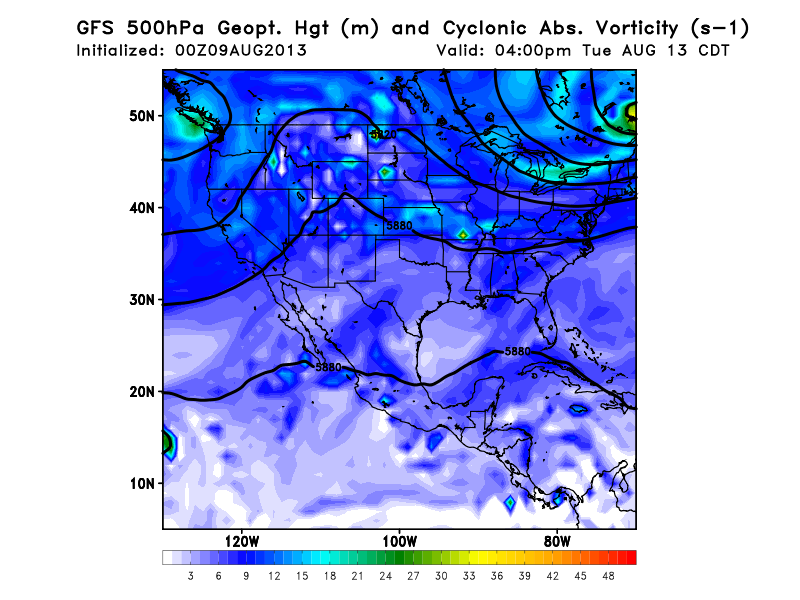 GFS 500hPa Geopt. Hgt (m) and Cyclonic Abs. Vorticity (s−1)
Initialized: 00Z09AUG2013 Valid: 04:00pm Tue AUG 13 CDT
50N
5820
40N
5880
30N
5880
5880
20N
10N
120W 100W 80W
3 6 9 12 15 18 21 24 27 30 33 36 39 42 45 48